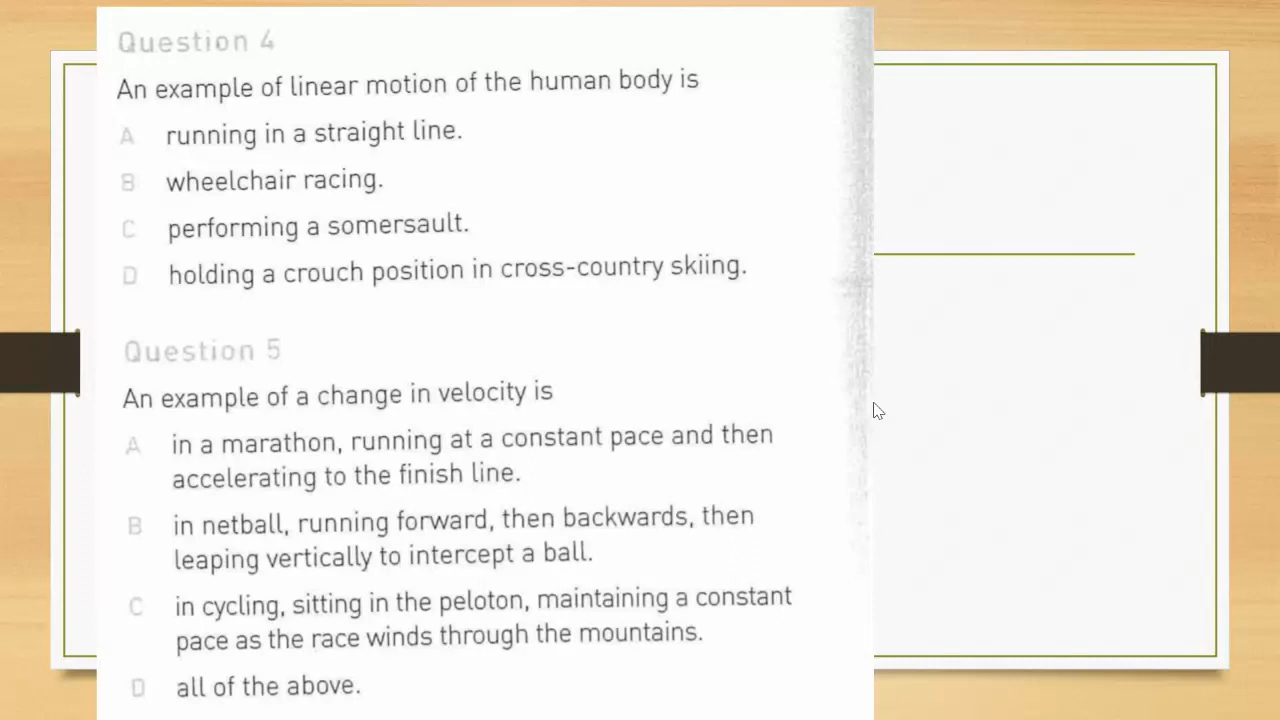 Question 4
An example of linear motion of the human body is
A running in a straight line.
B wheelchair racing.
C performing a somersault.
D holding a crouch position in cross-country skiing.
Question 5
An example of a change in velocity is
A in a marathon, running at a constant pace and then
accelerating to the finish line.
B in netball, running forward, then backwards, then
leaping vertically to intercept a ball.
C in cycling, sitting in the peloton, maintaining a constant
pace as the race winds through the mountains.
D all of the above.